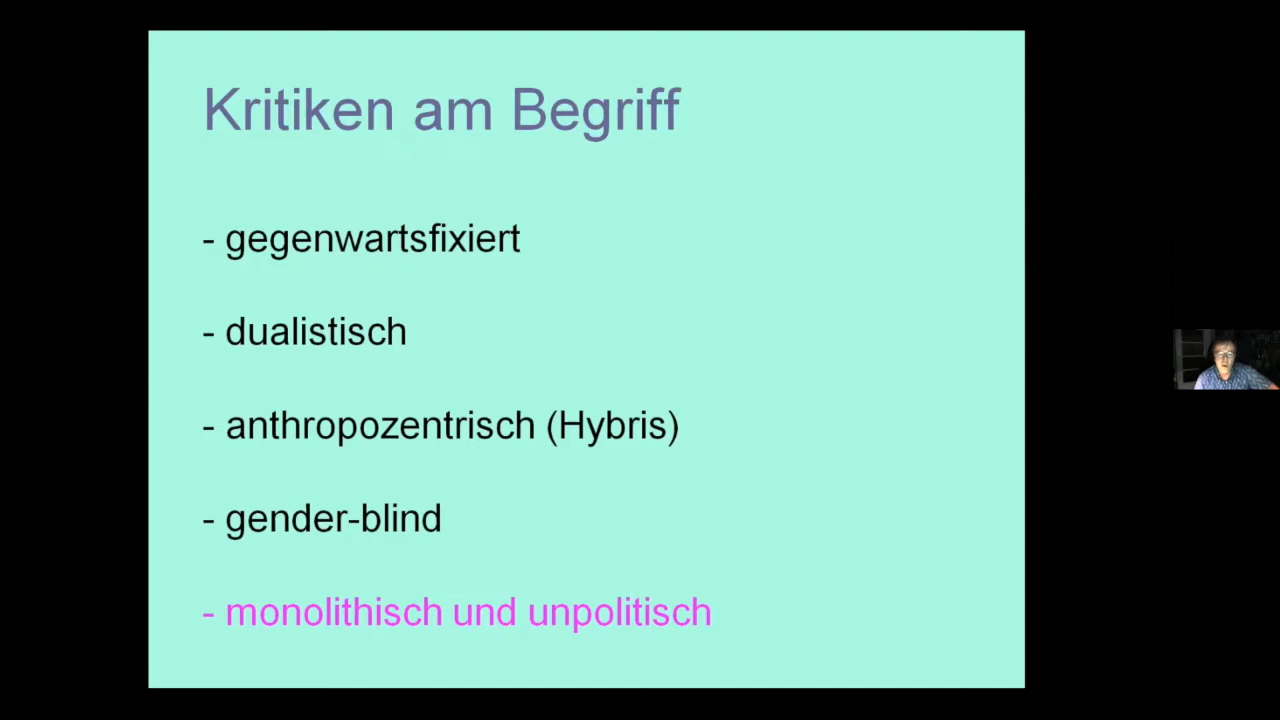 Kritiken am Begriff
- gegenwartsfixiert
- dualistisch
- anthropozentrisch (Hybris)
- gender-blind
- monolithisch und unpolitisch